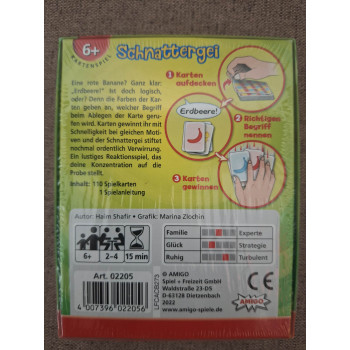 6+
KARTENSPIEL
Schnattergei
Eine rote Banane? Ganz klar:
„Erdbeere!“ Ist doch logisch,
oder? Denn die Farben der Kar-
ten geben an, welcher Begriff
beim Ablegen der Karte geru-
fen wird. Karten gewinnt ihr mit
Schnelligkeit bei gleichen Moti-
ven und der Schnattergei stiftet
nochmal ordentlich Verwirrung.
Ein lustiges Reaktionsspiel, das
deine Konzentration auf die
Probe stellt.
Inhalt: 110 Spielkarten
1 Spielanleitung
1 Karten
aufdecken
Erdbeere!
2 Richtigen
Begriff
nennen
3 Karten
gewinnen
Autor: Haim Shafir • Grafik: Marina Zlochin
6+
2–4
15 min
Familie
Experte
Glück
Strategie
Ruhig
Turbulent
Art. 02205
4 007396 022056
© AMIGO
Spiel + Freizeit GmbH
Waldstraße 23-D5
D-63128 Dietzenbach
2022
www.amigo-spiele.de
CE
AMIGO